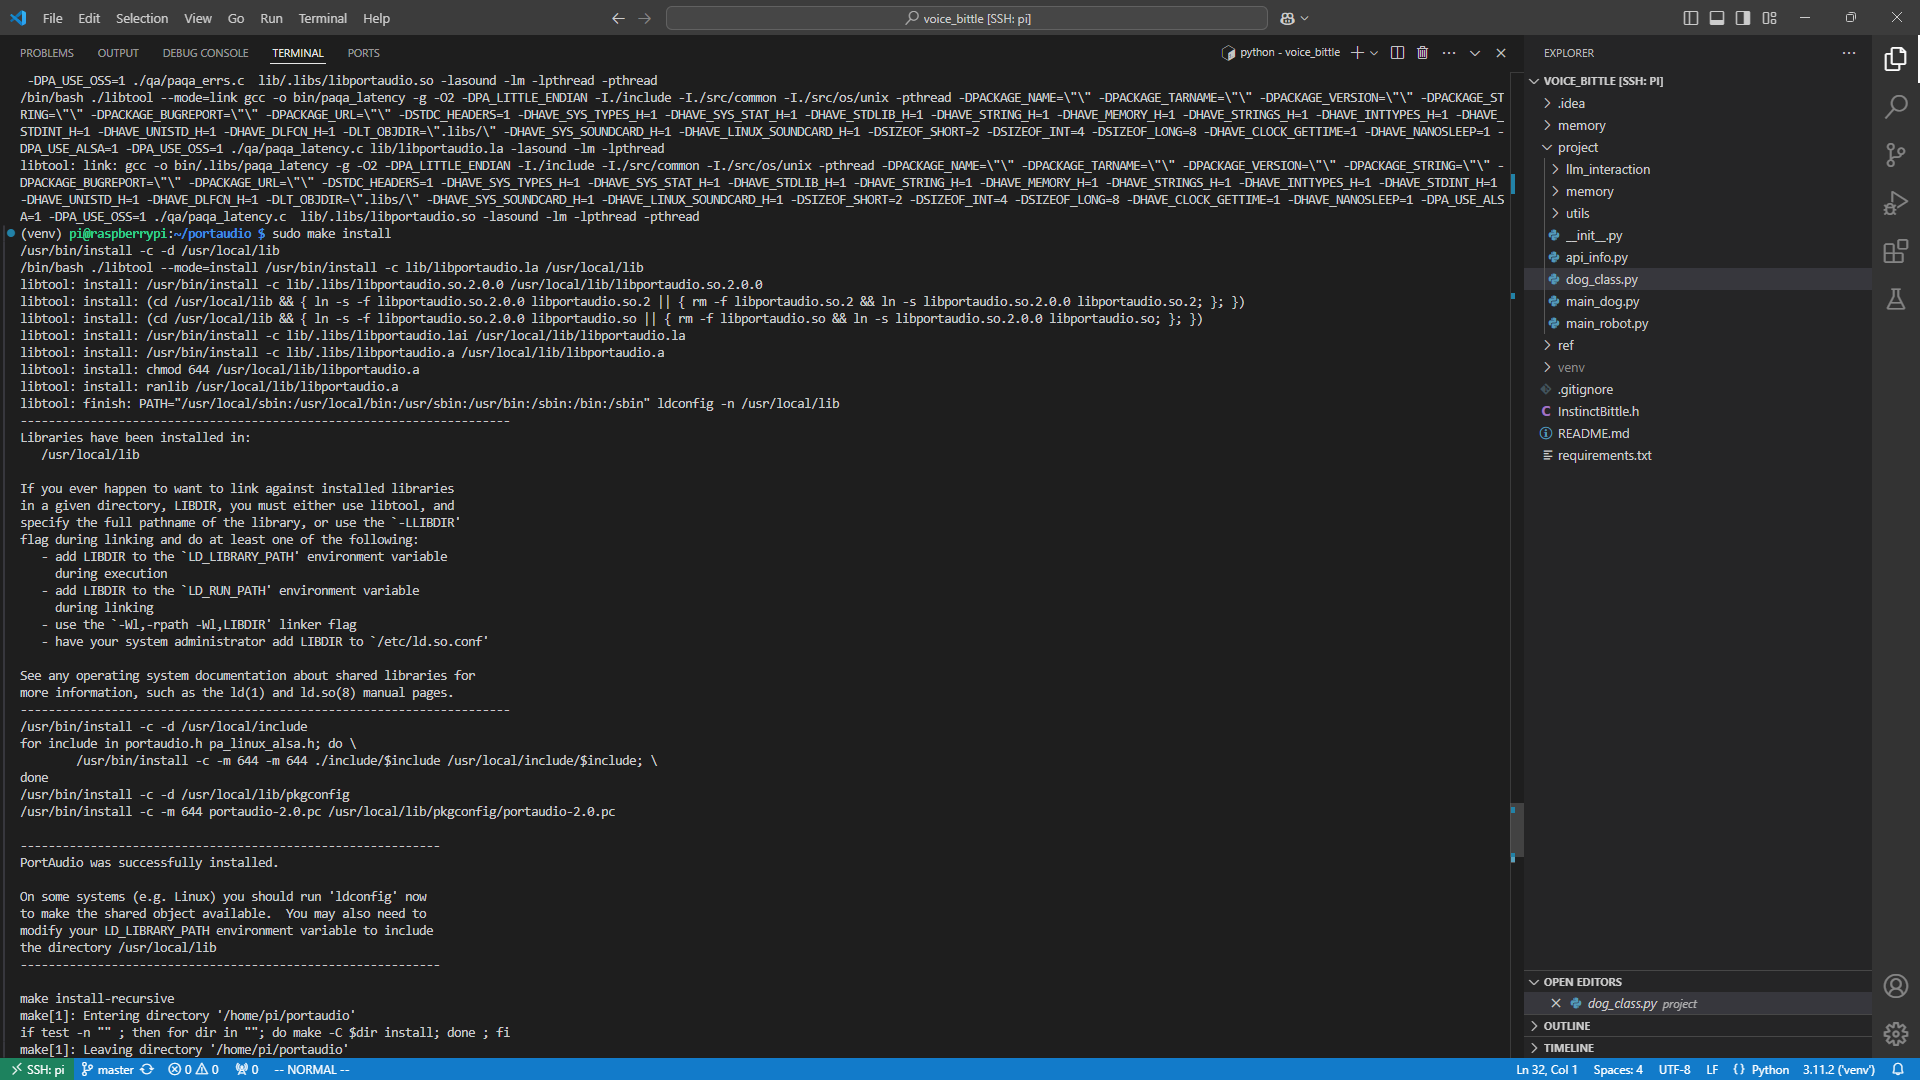 File Edit Selection View Go Run Terminal Help
voice_bittle [SSH: pi]
PROBLEMS OUTPUT DEBUG CONSOLE TERMINAL PORTS
python - voice_bittle
-DPA_USE_OSS=1 ./qa/paqa_errs.c  lib/.libs/libportaudio.so -lasound -lm -lpthread -pthread
/bin/bash ./libtool --mode=link gcc -o bin/paqa_latency -g -O2 -DPA_LITTLE_ENDIAN -I./include -I./src/common -I./src/os/unix -pthread -DPACKAGE_NAME=\"\" -DPACKAGE_TARNAME=\"\" -DPACKAGE_VERSION=\"\" -DPACKAGE_ST
RING=\"\" -DPACKAGE_BUGREPORT=\"\" -DPACKAGE_URL=\"\" -DSTDC_HEADERS=1 -DHAVE_SYS_TYPES_H=1 -DHAVE_SYS_STAT_H=1 -DHAVE_STDLIB_H=1 -DHAVE_STRING_H=1 -DHAVE_MEMORY_H=1 -DHAVE_STRINGS_H=1 -DHAVE_INTTYPES_H=1 -DHAVE_
STDINT_H=1 -DHAVE_UNISTD_H=1 -DHAVE_DLFCN_H=1 -DLT_OBJDIR=\".libs/\" -DHAVE_SYS_SOUNDCARD_H=1 -DHAVE_LINUX_SOUNDCARD_H=1 -DSIZEOF_SHORT=2 -DSIZEOF_INT=4 -DSIZEOF_LONG=8 -DHAVE_CLOCK_GETTIME=1 -DHAVE_NANOSLEEP=1 -
DPA_USE_ALSA=1 -DPA_USE_OSS=1 ./qa/paqa_latency.c lib/libportaudio.la -lasound -lm -lpthread
libtool: link: gcc -o bin/.libs/paqa_latency -g -O2 -DPA_LITTLE_ENDIAN -I./include -I./src/common -I./src/os/unix -pthread -DPACKAGE_NAME=\"\" -DPACKAGE_TARNAME=\"\" -DPACKAGE_VERSION=\"\" -DPACKAGE_STRING=\"\" -
DPACKAGE_BUGREPORT=\"\" -DPACKAGE_URL=\"\" -DSTDC_HEADERS=1 -DHAVE_SYS_TYPES_H=1 -DHAVE_SYS_STAT_H=1 -DHAVE_STDLIB_H=1 -DHAVE_STRING_H=1 -DHAVE_MEMORY_H=1 -DHAVE_STRINGS_H=1 -DHAVE_INTTYPES_H=1 -DHAVE_STDINT_H=1
-DHAVE_UNISTD_H=1 -DHAVE_DLFCN_H=1 -DLT_OBJDIR=\".libs/\" -DHAVE_SYS_SOUNDCARD_H=1 -DHAVE_LINUX_SOUNDCARD_H=1 -DSIZEOF_SHORT=2 -DSIZEOF_INT=4 -DSIZEOF_LONG=8 -DHAVE_CLOCK_GETTIME=1 -DHAVE_NANOSLEEP=1 -DPA_USE_ALS
A=1 -DPA_USE_OSS=1 ./qa/paqa_latency.c  lib/.libs/libportaudio.so -lasound -lm -lpthread -pthread
(venv) pi@raspberrypi:~/portaudio $ sudo make install
/usr/bin/install -c -d /usr/local/lib
/bin/bash ./libtool --mode=install /usr/bin/install -c lib/libportaudio.la /usr/local/lib
libtool: install: /usr/bin/install -c lib/.libs/libportaudio.so.2.0.0 /usr/local/lib/libportaudio.so.2.0.0
libtool: install: (cd /usr/local/lib && { ln -s -f libportaudio.so.2.0.0 libportaudio.so.2 || { rm -f libportaudio.so.2 && ln -s libportaudio.so.2.0.0 libportaudio.so.2; }; })
libtool: install: (cd /usr/local/lib && { ln -s -f libportaudio.so.2.0.0 libportaudio.so || { rm -f libportaudio.so && ln -s libportaudio.so.2.0.0 libportaudio.so; }; })
libtool: install: /usr/bin/install -c lib/.libs/libportaudio.lai /usr/local/lib/libportaudio.la
libtool: install: /usr/bin/install -c lib/.libs/libportaudio.a /usr/local/lib/libportaudio.a
libtool: install: chmod 644 /usr/local/lib/libportaudio.a
libtool: install: ranlib /usr/local/lib/libportaudio.a
libtool: finish: PATH="/usr/local/sbin:/usr/local/bin:/usr/sbin:/usr/bin:/sbin:/bin:/sbin" ldconfig -n /usr/local/lib
----------------------------------------------------------------------
Libraries have been installed in:
   /usr/local/lib
If you ever happen to want to link against installed libraries
in a given directory, LIBDIR, you must either use libtool, and
specify the full pathname of the library, or use the `-LLIBDIR'
flag during linking and do at least one of the following:
   - add LIBDIR to the `LD_LIBRARY_PATH' environment variable
     during execution
   - add LIBDIR to the `LD_RUN_PATH' environment variable
     during linking
   - use the `-Wl,-rpath -Wl,LIBDIR' linker flag
   - have your system administrator add LIBDIR to `/etc/ld.so.conf'
See any operating system documentation about shared libraries for
more information, such as the ld(1) and ld.so(8) manual pages.
----------------------------------------------------------------------
/usr/bin/install -c -d /usr/local/include
for include in portaudio.h pa_linux_alsa.h; do \
        /usr/bin/install -c -m 644 -m 644 ./include/$include /usr/local/include/$include; \
done
/usr/bin/install -c -d /usr/local/lib/pkgconfig
/usr/bin/install -c -m 644 portaudio-2.0.pc /usr/local/lib/pkgconfig/portaudio-2.0.pc
------------------------------------------------------------
PortAudio was successfully installed.
On some systems (e.g. Linux) you should run 'ldconfig' now
to make the shared object available.  You may also need to
modify your LD_LIBRARY_PATH environment variable to include
the directory /usr/local/lib
------------------------------------------------------------
make install-recursive
make[1]: Entering directory '/home/pi/portaudio'
if test -n "" ; then for dir in ""; do make -C $dir install; done ; fi
make[1]: Leaving directory '/home/pi/portaudio'
EXPLORER
VOICE_BITTLE [SSH: PI]
.idea
memory
project
llm_interaction
memory
utils
__init__.py
api_info.py
dog_class.py
main_dog.py
main_robot.py
ref
venv
.gitignore
C InstinctBittle.h
README.md
requirements.txt
OPEN EDITORS
dog_class.py project
OUTLINE
TIMELINE
SSH: pi master 0 0 0 -- NORMAL --
Ln 32, Col 1 Spaces: 4 UTF-8 LF Python 3.11.2 ('venv')